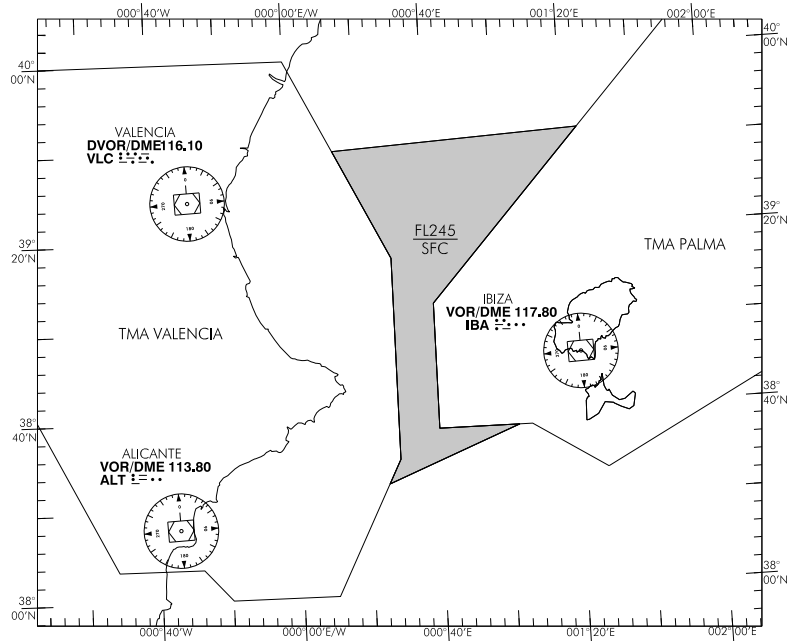 000°40'W 000°00'E/W 000°40'E 001°20'E 002°00'E
40°
00'N
40°
00'N
VALENCIA
DVOR/DME116.10
VLC
39°
20'N
FL245
SFC
TMA PALMA
39°
20'N
IBIZA
VOR/DME 117.80
IBA
TMA VALENCIA
38°
40'N
38°
40'N
ALICANTE
VOR/DME 113.80
ALT
38°
00'N
38°
00'N
000°40'W 000°00'E/W 000°40'E 001°20'E 002°00'E